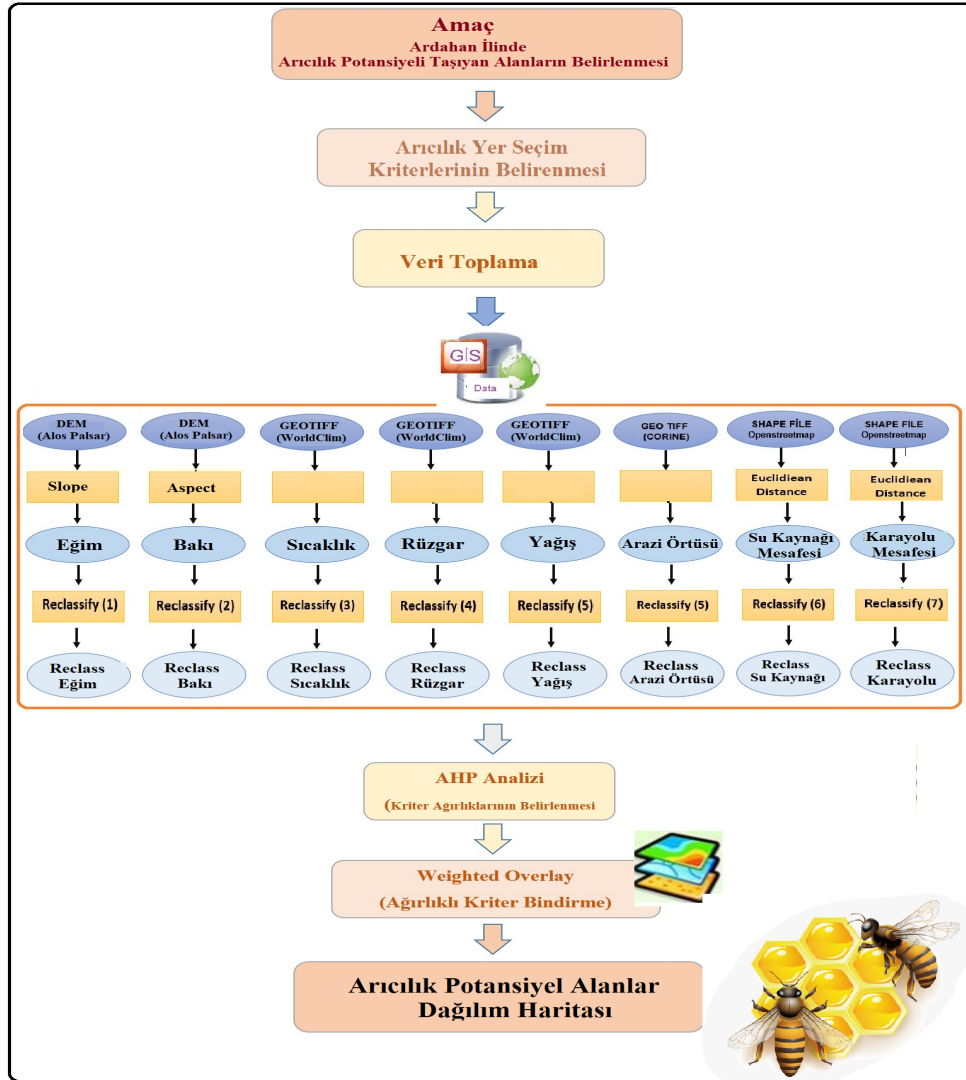 Amaç
Ardahan İlinde
Arıcılık Potansiyeli Taşıyan Alanların Belirlenmesi
Arıcılık Yer Seçim
Kriterlerinin Belirenmesi
Veri Toplama
GIS
Data
DEM
(Alos Palsar)
DEM
(Alos Palsar)
GEOTIFF
(WorldClim)
GEOTIFF
(WorldClim)
GEOTIFF
(WorldClim)
GEO TIFF
(CORINE)
SHAPE FİLE
Openstreetmap
SHAPE FİLE
Openstreetmap
Slope
Aspect
Euclidiean
Distance
Euclidiean
Distance
Eğim
Bakı
Sıcaklık
Rüzgar
Yağış
Arazi Örtüsü
Su Kaynağı
Mesafesi
Karayolu
Mesafesi
Reclassify (1)
Reclassify (2)
Reclassify (3)
Reclassify (4)
Reclassify (5)
Reclassify (5)
Reclassify (6)
Reclassify (7)
Reclass
Eğim
Reclass
Bakı
Reclass
Sıcaklık
Reclass
Rüzgar
Reclass
Yağış
Reclass
Arazi Örtüsü
Reclass
Su Kaynağı
Reclass
Karayolu
AHP Analizi
(Kriter Ağırlıklarının Belirlenmesi
Weighted Overlay
(Ağırlıklı Kriter Bindirme)
Arıcılık Potansiyel Alanlar
Dağılım Haritası